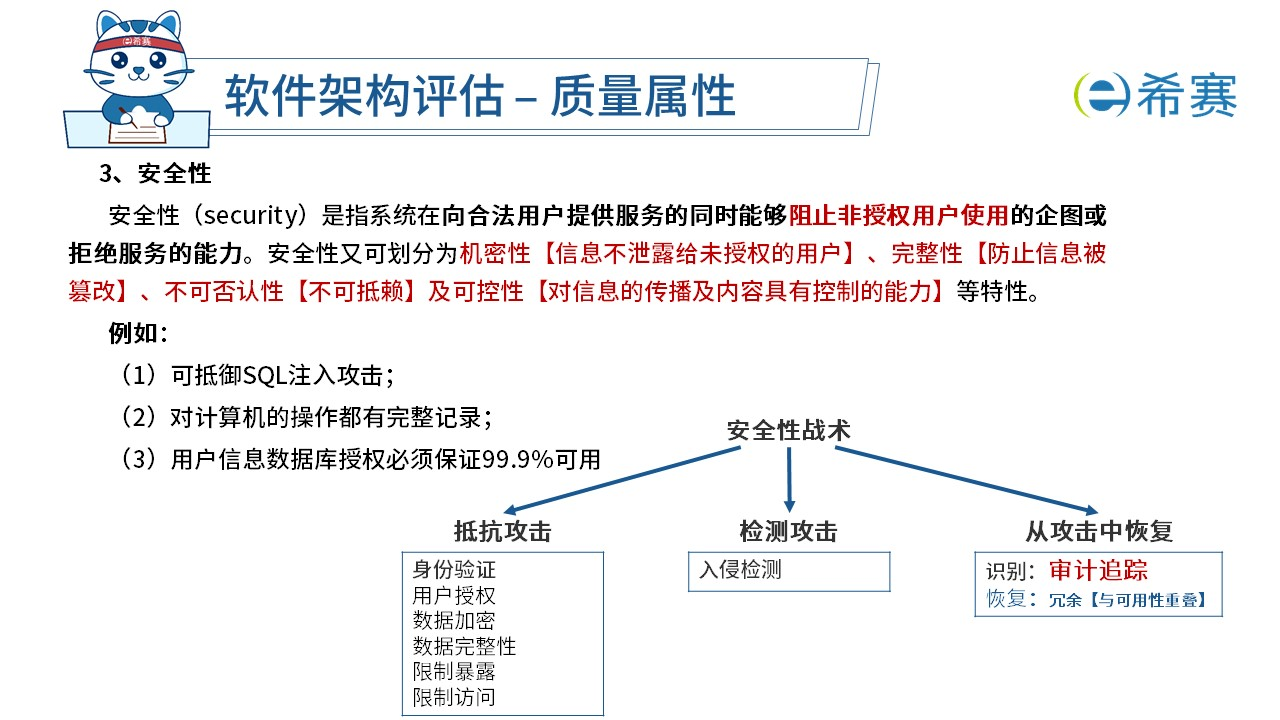 希赛
软件架构评估 – 质量属性
希赛
3、安全性
安全性（security）是指系统在向合法用户提供服务的同时能够阻止非授权用户使用的企图或
拒绝服务的能力。安全性又可划分为机密性【信息不泄露给未授权的用户】、完整性【防止信息被
篡改】、不可否认性【不可抵赖】及可控性【对信息的传播及内容具有控制的能力】等特性。
例如：
（1）可抵御SQL注入攻击；
（2）对计算机的操作都有完整记录；
（3）用户信息数据库授权必须保证99.9%可用
安全性战术
抵抗攻击
身份验证
用户授权
数据加密
数据完整性
限制暴露
限制访问
检测攻击
入侵检测
从攻击中恢复
识别：审计追踪
恢复：冗余【与可用性重叠】